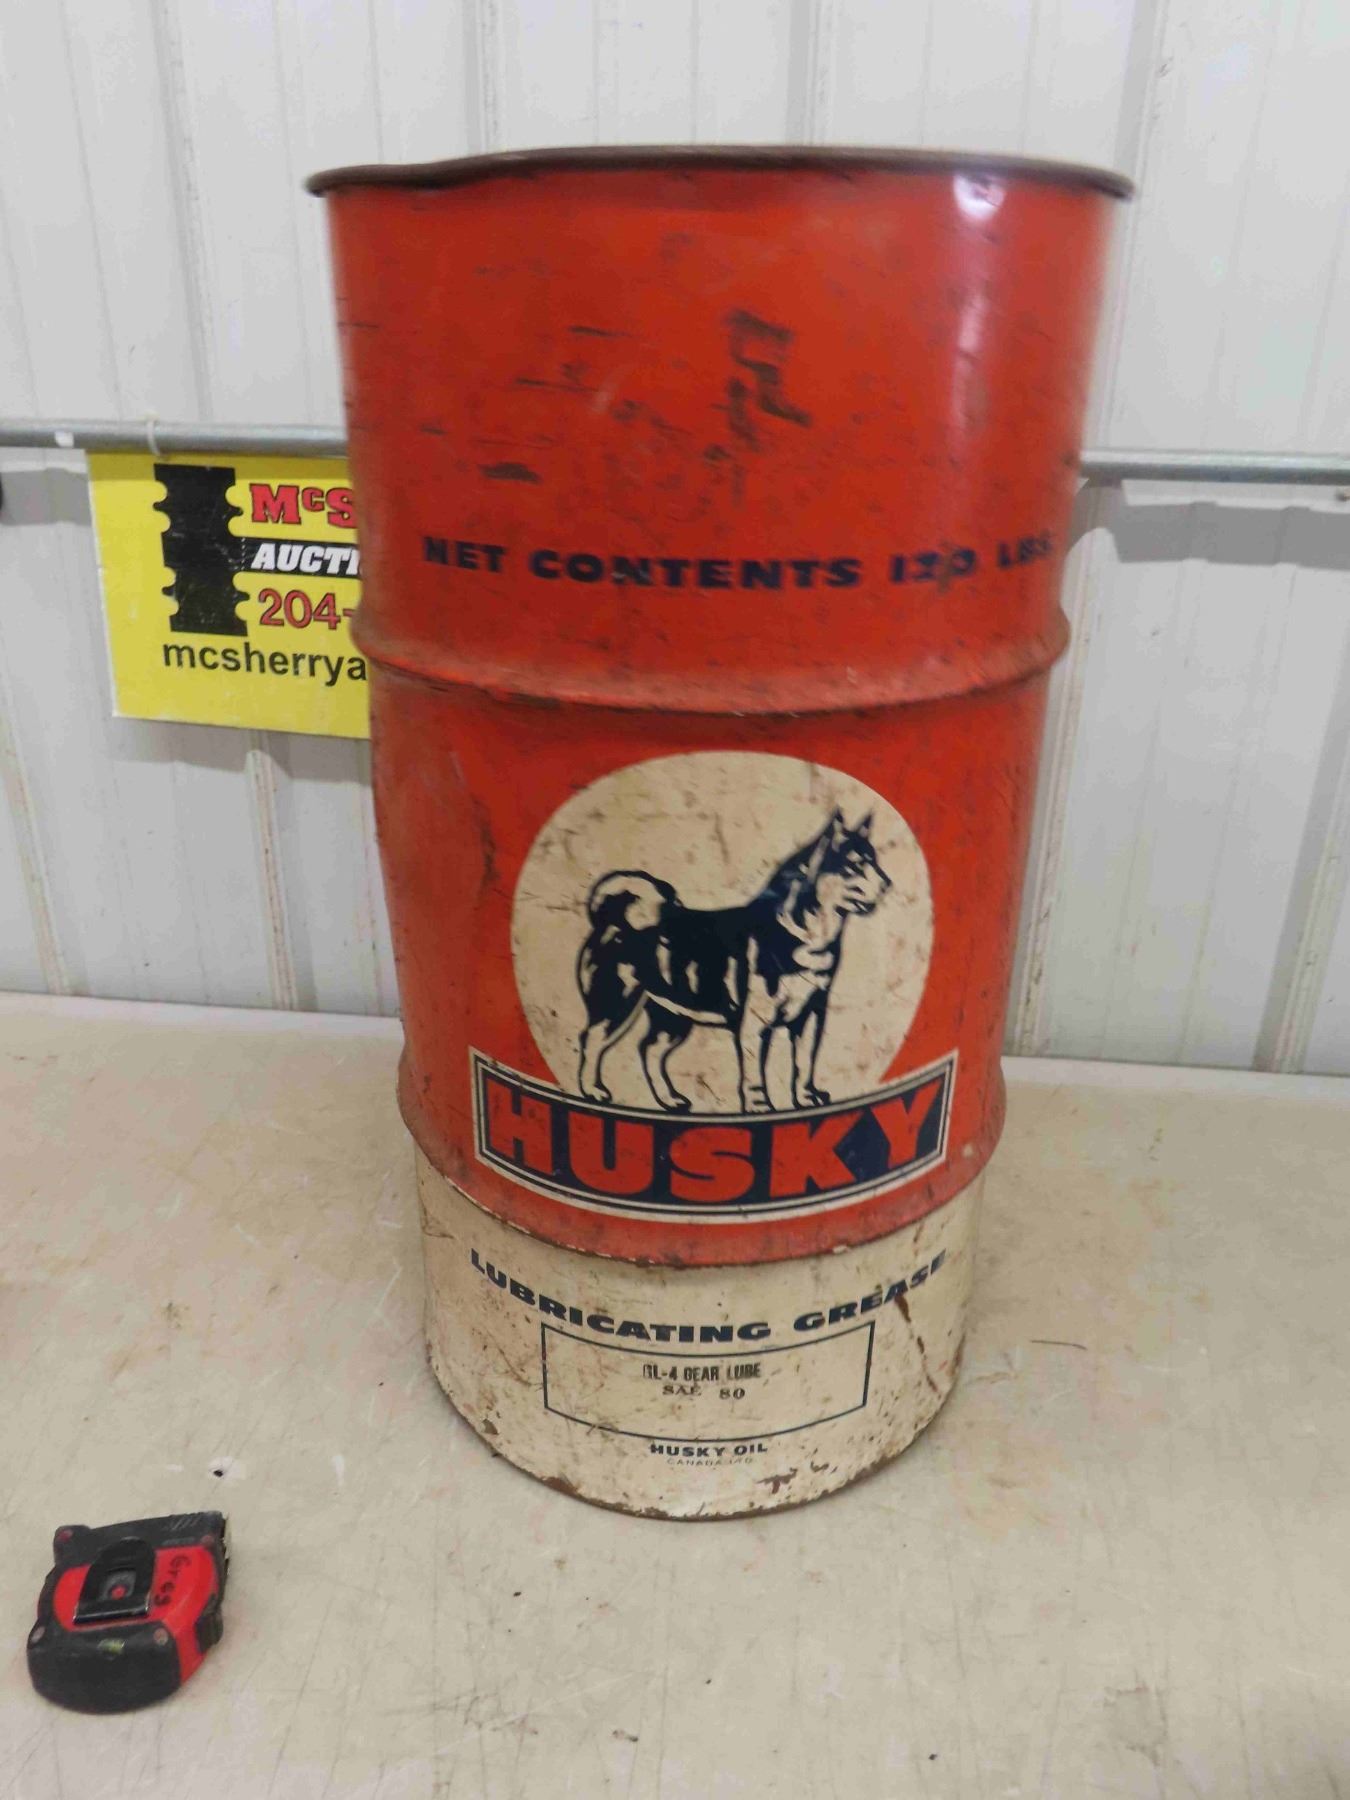 NET CONTENTS 120 LBS
McS
AUCTI
204-
mcsherrya
HUSKY
LUBRICATING GREASE
GL-4 GEAR LUBE
SAE 80
HUSKY OIL
CANADA LTD
Greg